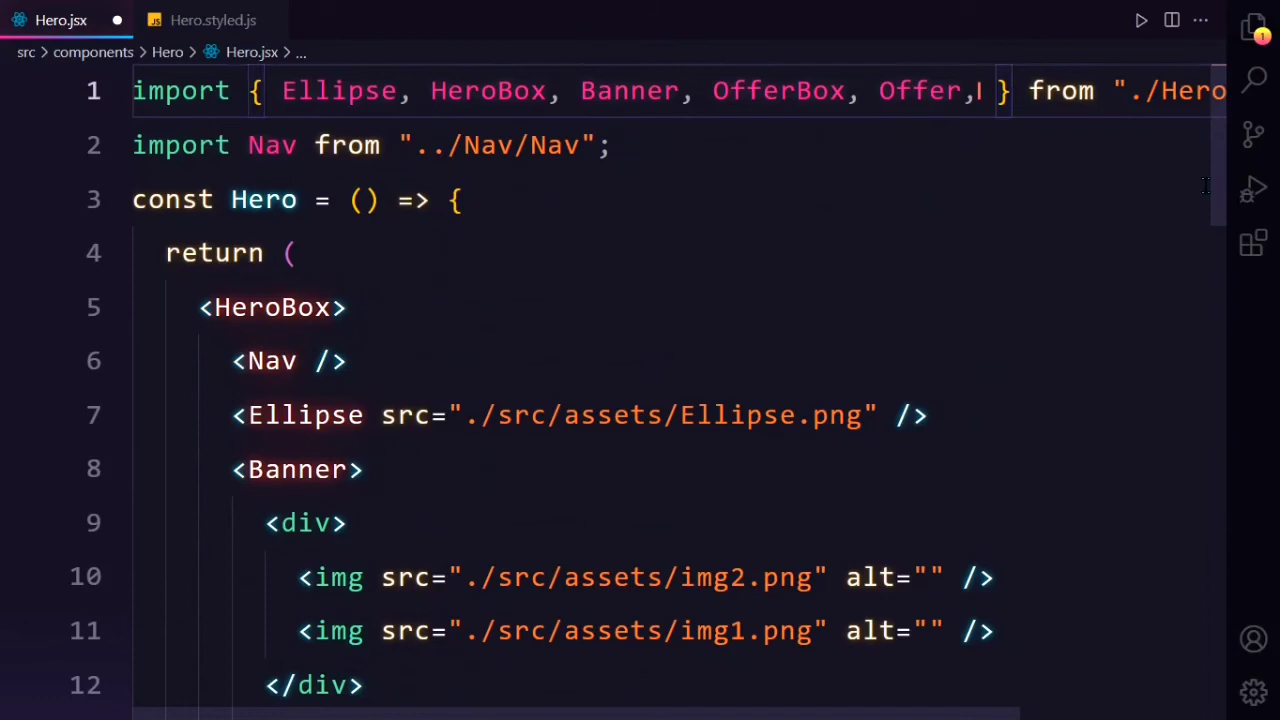 Hero.jsx
JS Hero.styled.js
src > components > Hero > Hero.jsx > ...
1 import { Ellipse, HeroBox, Banner, OfferBox, Offer, } from "./Hero
1
2 import Nav from "../Nav/Nav";
3 const Hero = () => {
4 return (
5 <HeroBox>
6 <Nav />
7 <Ellipse src="./src/assets/Ellipse.png" />
8 <Banner>
9 <div>
10 <img src="./src/assets/img2.png" alt="" />
11 <img src="./src/assets/img1.png" alt="" />
12 </div>